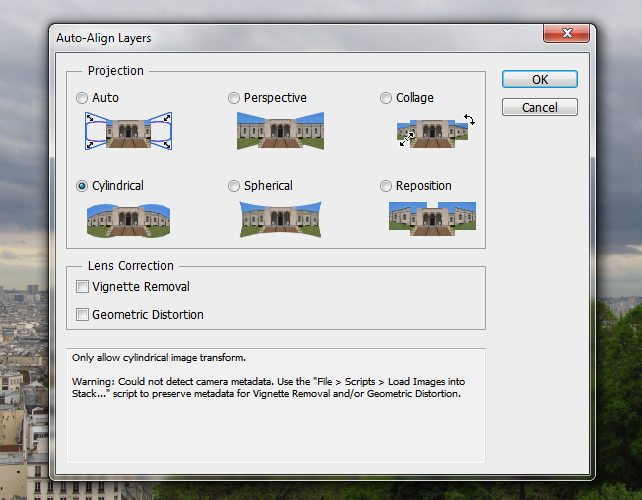 Auto-Align Layers
Projection
Auto
Perspective
Collage
OK
Cancel
Cylindrical
Spherical
Reposition
Lens Correction
Vignette Removal
Geometric Distortion
Only allow cylindrical image transform.
Warning: Could not detect camera metadata. Use the "File > Scripts > Load Images into
Stack..." script to preserve metadata for Vignette Removal and/or Geometric Distortion.